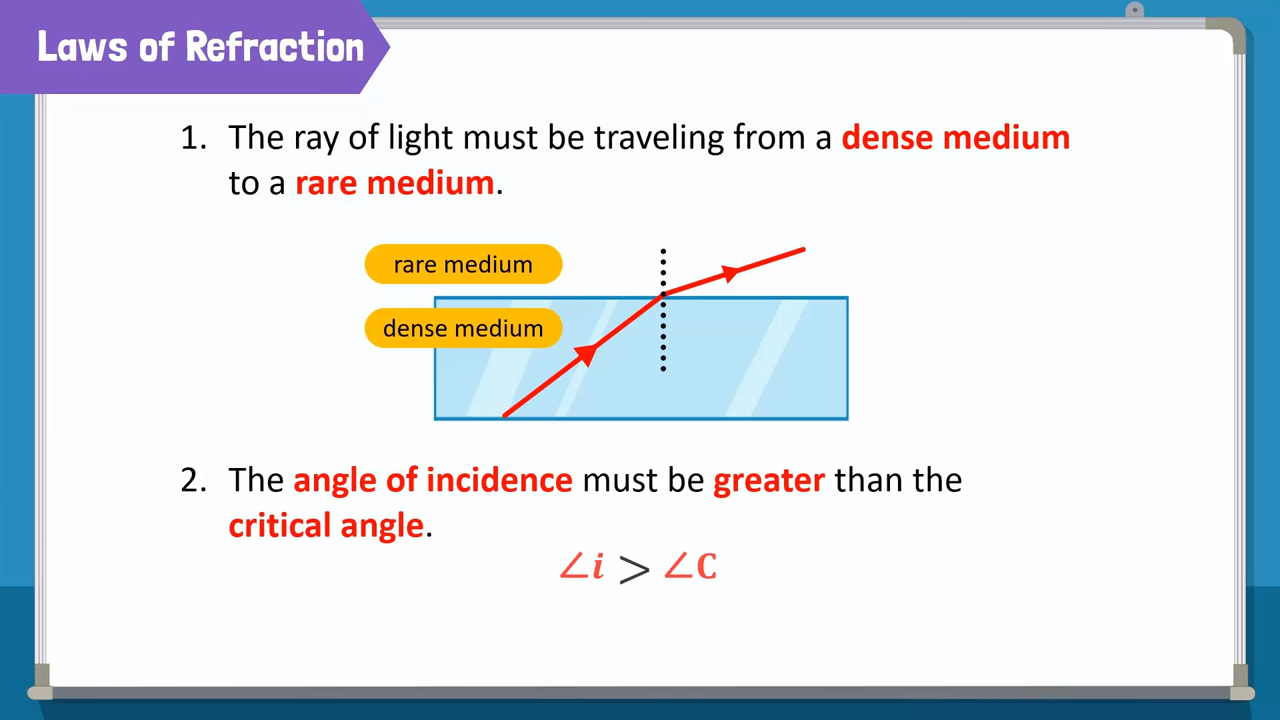 Laws of Refraction
1. The ray of light must be traveling from a dense medium
to a rare medium.
rare medium
dense medium
2. The angle of incidence must be greater than the
critical angle.
∠i > ∠C